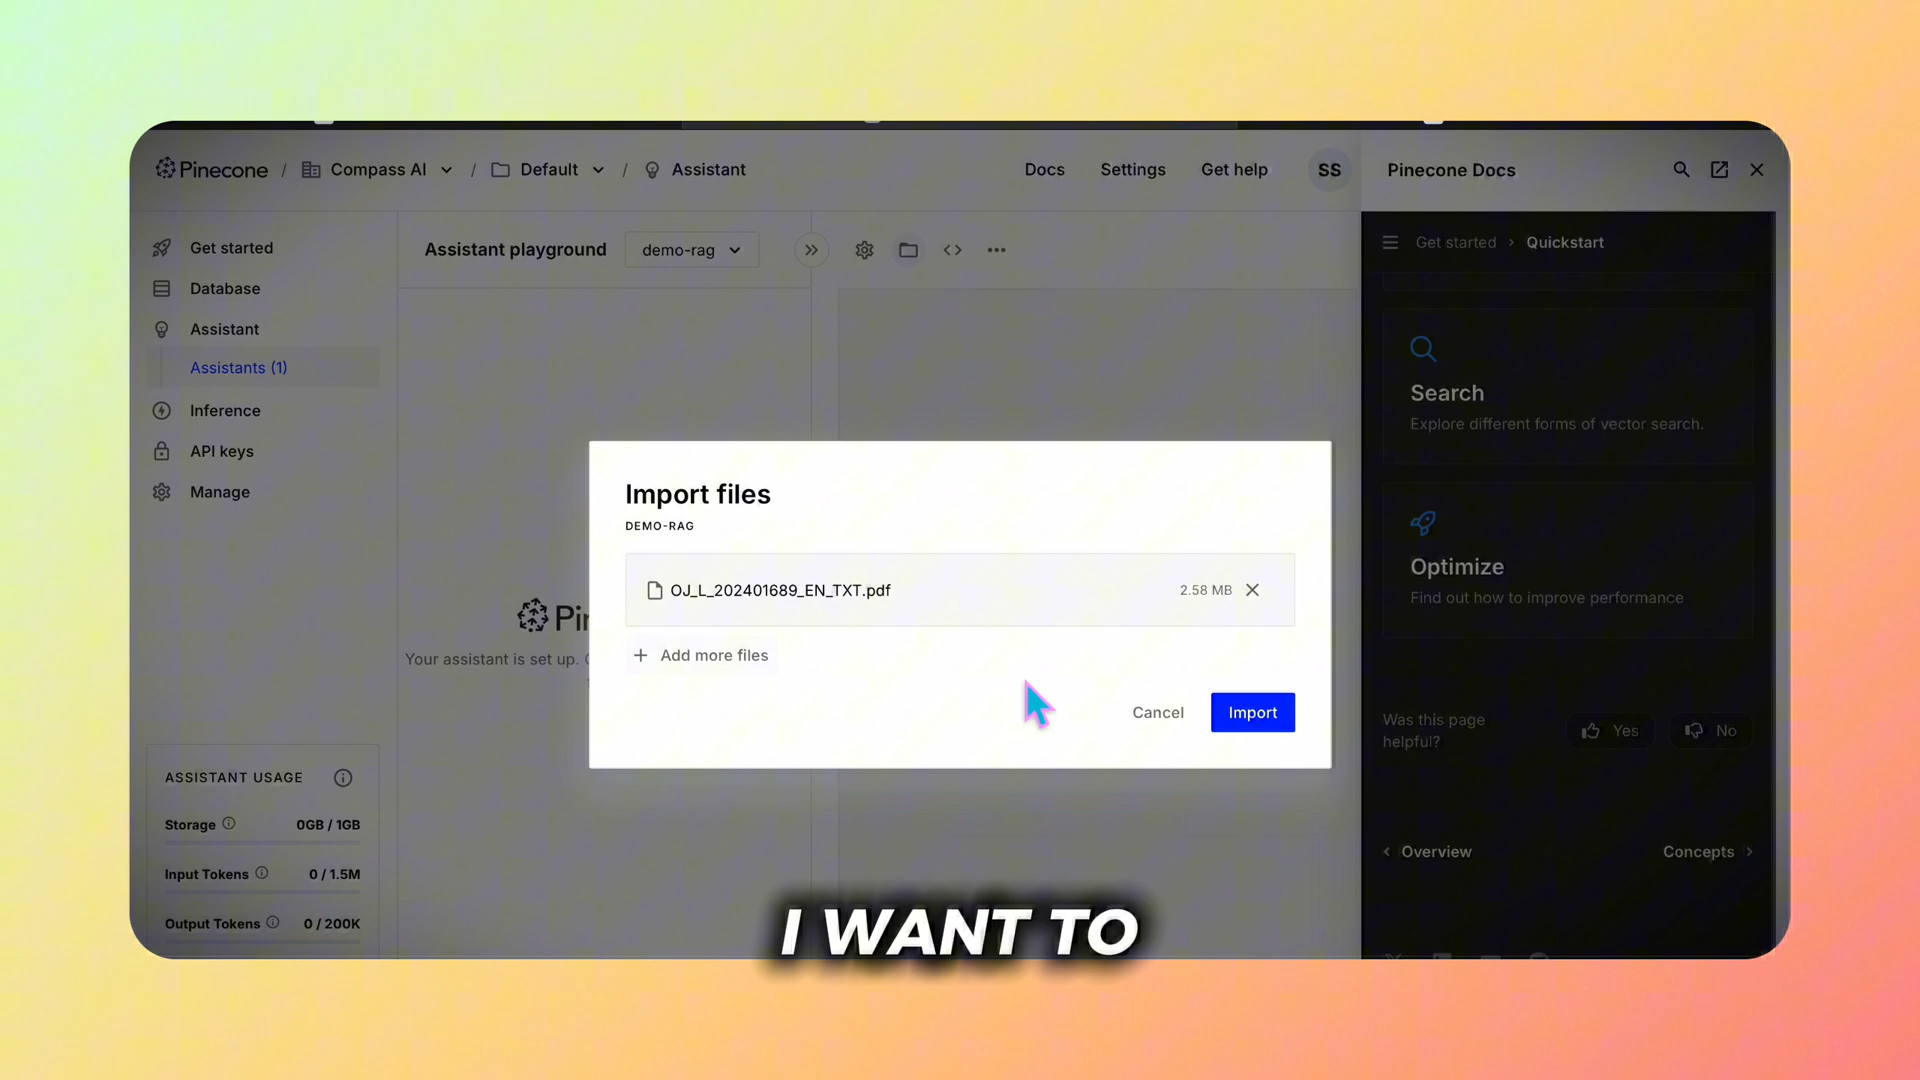 Pinecone / Compass AI / Default / Assistant
Docs Settings Get help SS
Pinecone Docs
Get started
Database
Assistant
Assistants (1)
Inference
API keys
Manage
Assistant playground demo-rag
Get started > Quickstart
Search
Explore different forms of vector search.
Optimize
Find out how to improve performance
Was this page
helpful?
Yes No
< Overview Concepts >
Your assistant is set up.
Import files
DEMO-RAG
OJ_L_202401689_EN_TXT.pdf 2.58 MB
+ Add more files
Cancel Import
ASSISTANT USAGE
Storage 0GB / 1GB
Input Tokens 0 / 1.5M
Output Tokens 0 / 200K
I WANT TO